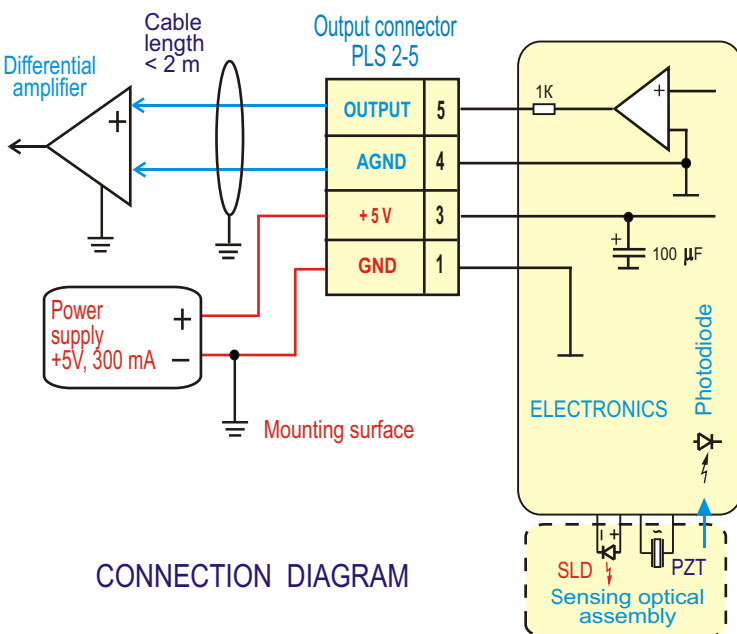 Cable
length
< 2 m
Output connector
PLS 2-5
Differential
amplifier
+
OUTPUT 5
AGND 4
+ 5 V 3
GND 1
1K
+
+
100 μF
Power
supply
+5V, 300 mA
+
−
Mounting surface
ELECTRONICS
Photodiode
− +
~
SLD
PZT
Sensing optical
assembly
CONNECTION DIAGRAM